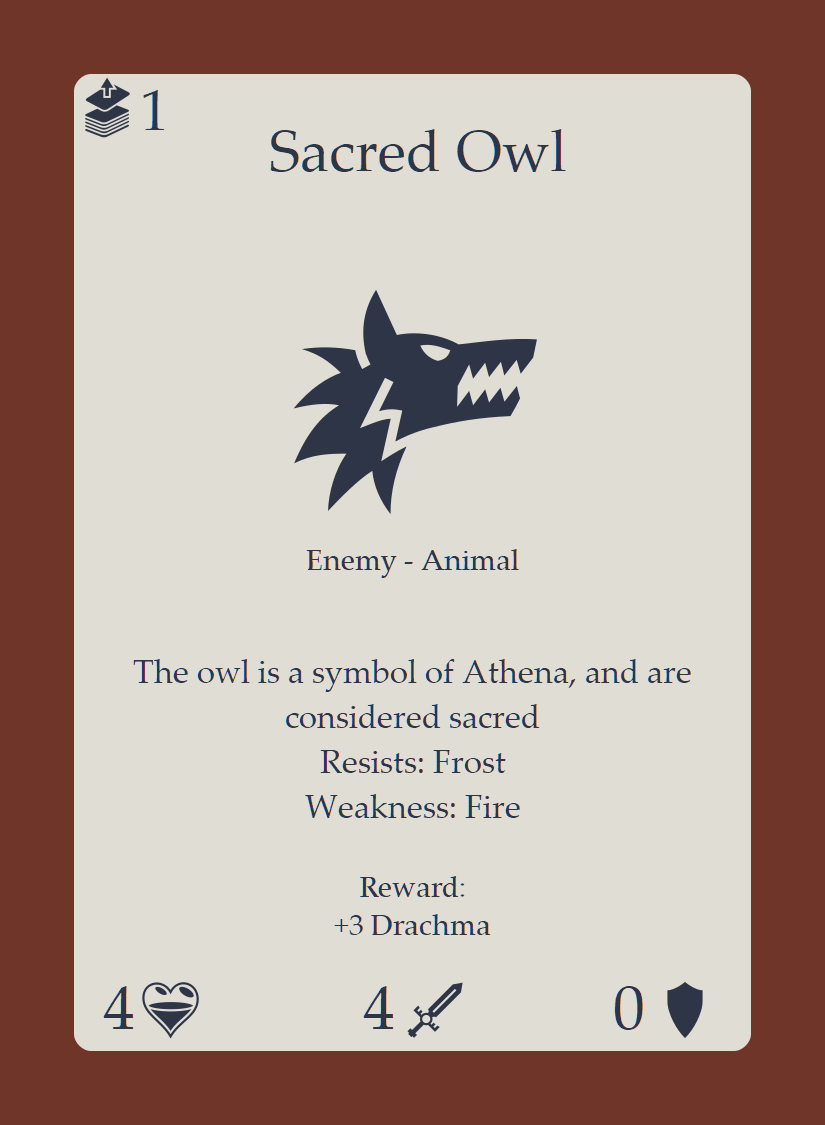 1
Sacred Owl
Enemy - Animal
The owl is a symbol of Athena, and are
considered sacred
Resists: Frost
Weakness: Fire
Reward:
+3 Drachma
4 4 0